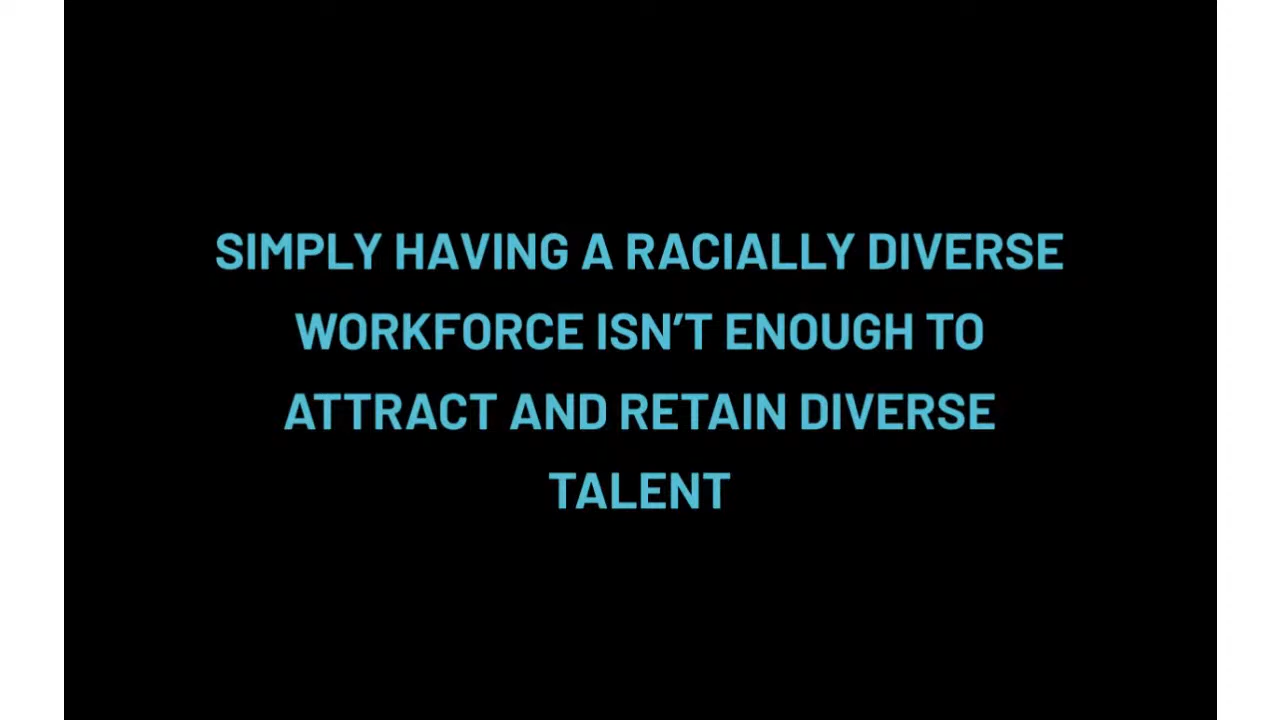 SIMPLY HAVING A RACIALLY DIVERSE
WORKFORCE ISN’T ENOUGH TO
ATTRACT AND RETAIN DIVERSE
TALENT